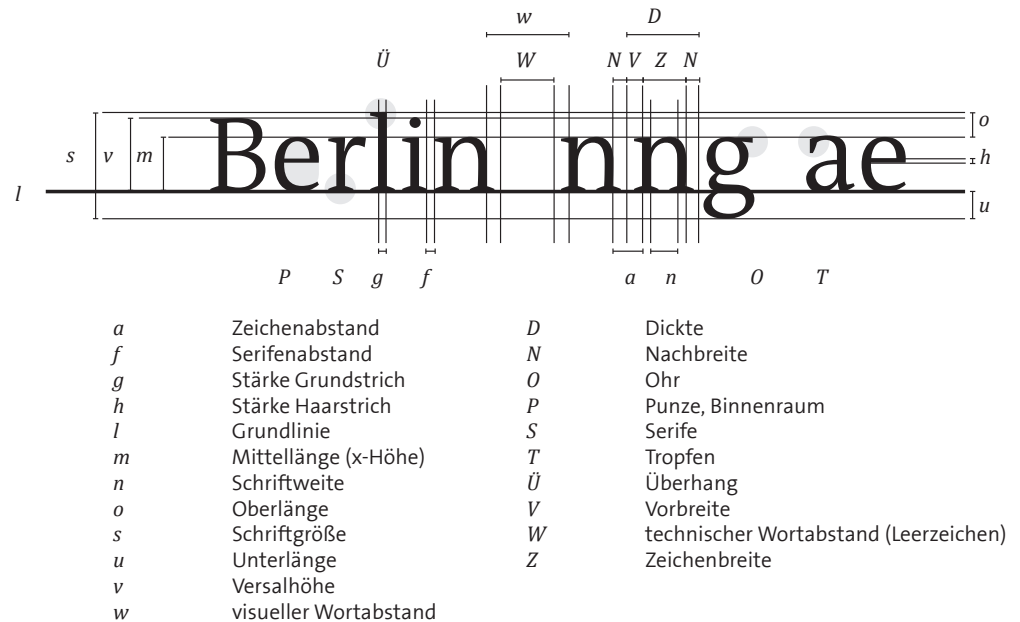 w D
Ü W N V Z N
Berlin n n g ae
s v m o h
l u
P S g f a n O T
a Zeichenabstand D Dickte
f Serifenabstand N Nachbreite
g Stärke Grundstrich O Ohr
h Stärke Haarstrich P Punze, Binnenraum
l Grundlinie S Serife
m Mittellänge (x-Höhe) T Tropfen
n Schriftweite Ü Überhang
o Oberlänge V Vorbreite
s Schriftgröße W technischer Wortabstand (Leerzeichen)
u Unterlänge Z Zeichenbreite
v Versalhöhe
w visueller Wortabstand